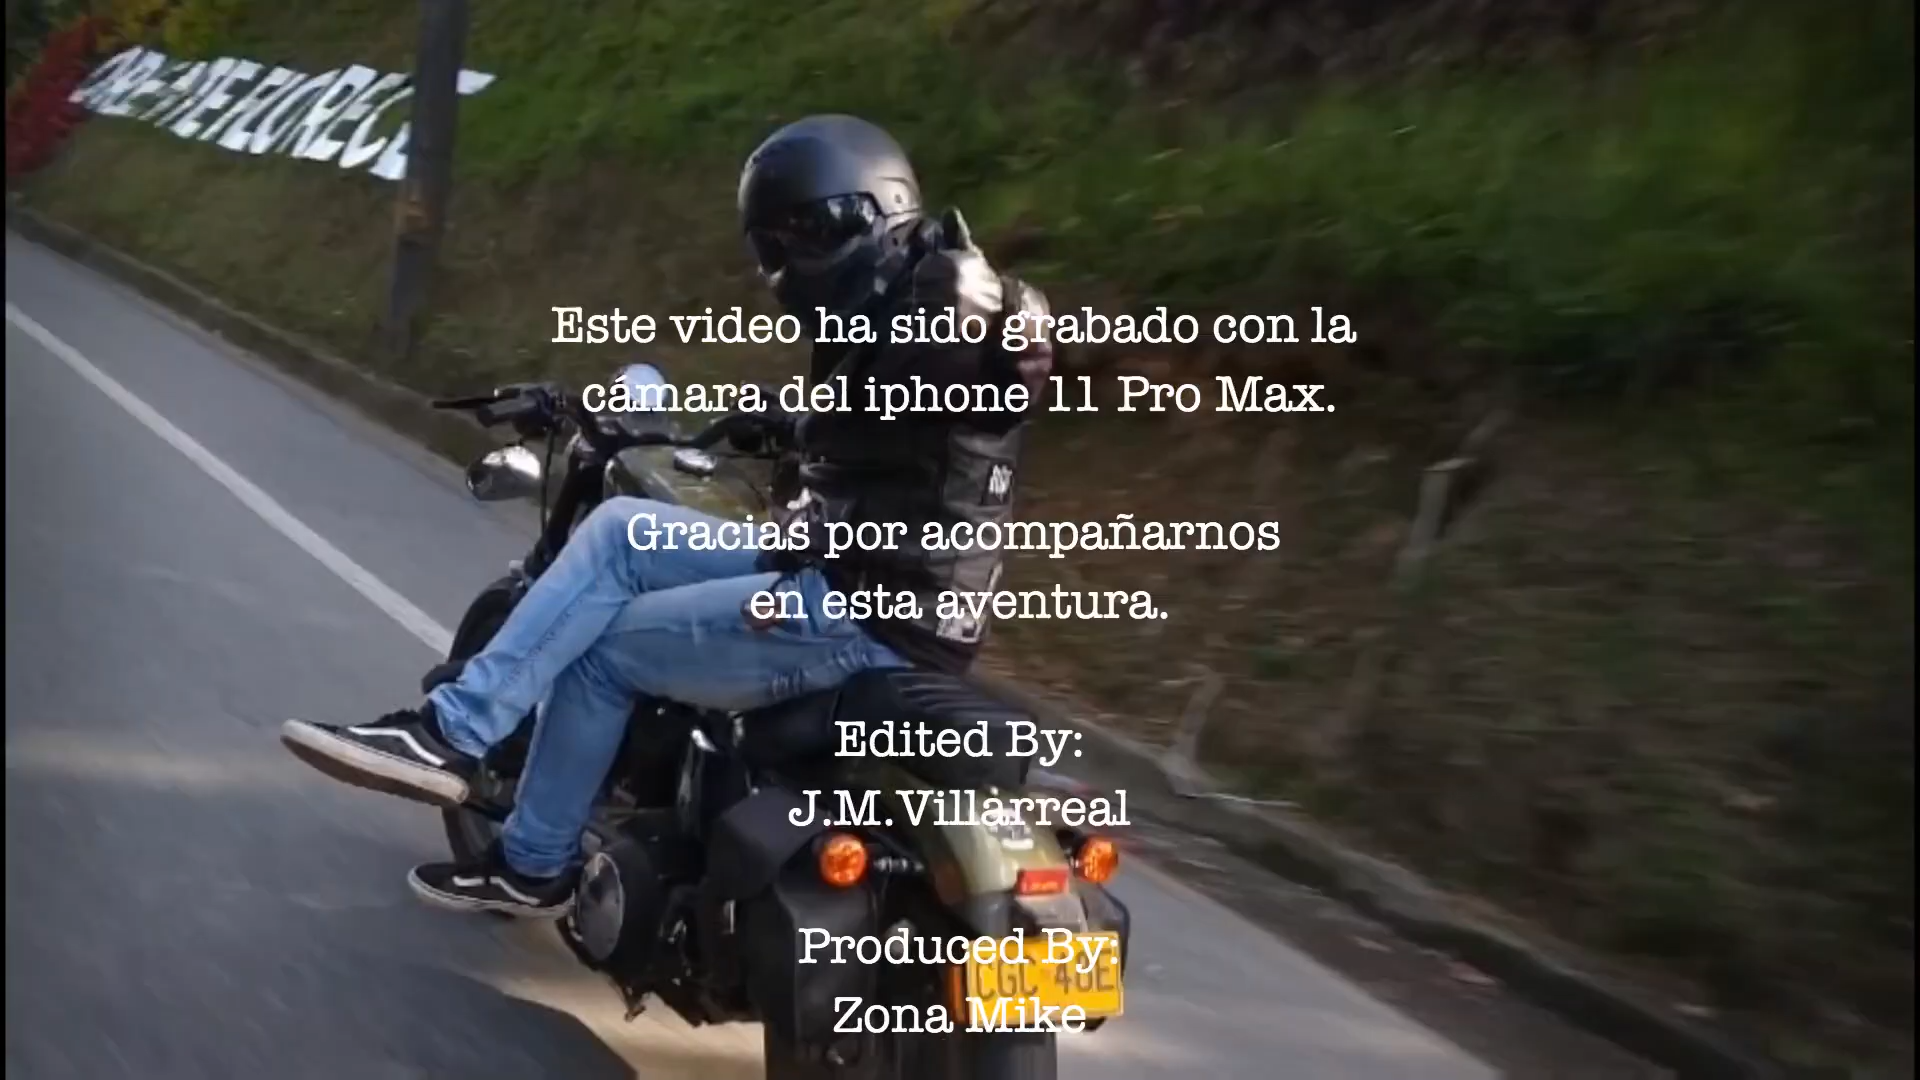 Este video ha sido grabado con la
cámara del iphone 11 Pro Max.
Gracias por acompañarnos
en esta aventura.
Edited By:
J.M.Villarreal
Produced By:
Zona Mike